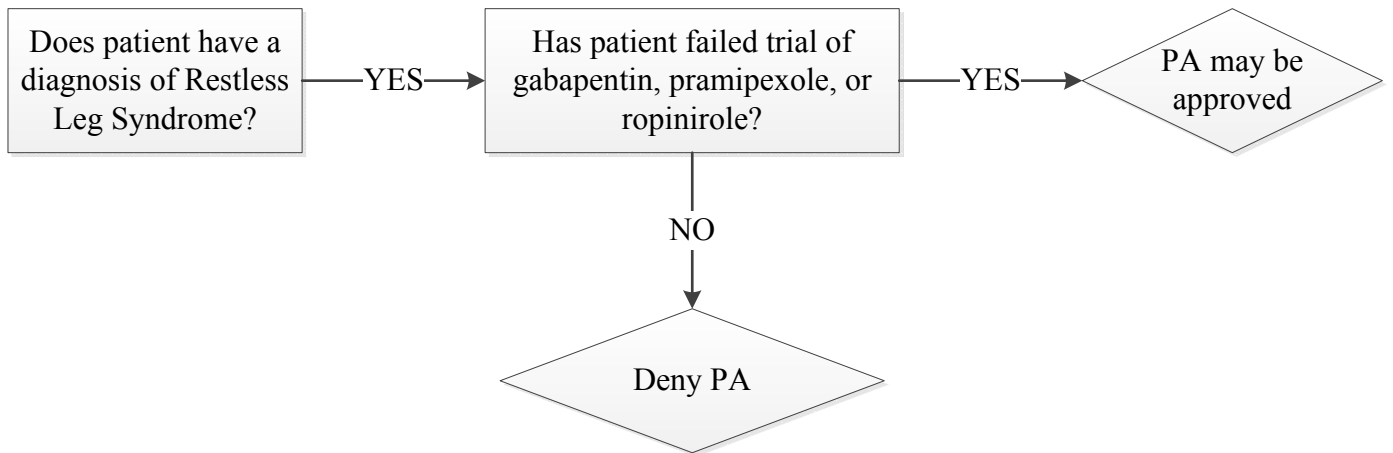 Does patient have a
diagnosis of Restless
Leg Syndrome?
YES
Has patient failed trial of
gabapentin, pramipexole, or
ropinirole?
YES
PA may be
approved
NO
Deny PA